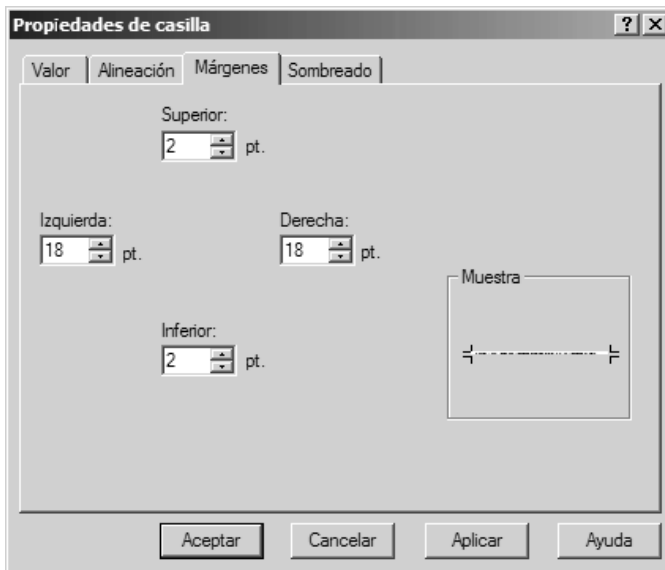 Propiedades de casilla
Valor Alineación Márgenes Sombreado
Superior:
2 pt.
Izquierda: Derecha:
18 pt. 18 pt.
Muestra
Inferior:
2 pt.
Aceptar Cancelar Aplicar Ayuda